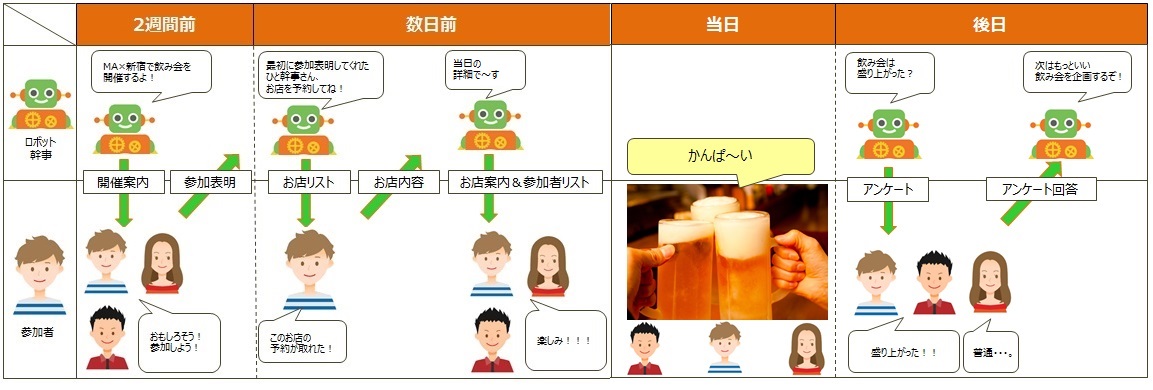 2週間前
数日前
当日
後日
ロボット
幹事
MA×新宿で飲み会を
開催するよ！
最初に参加表明してくれた
ひと幹事さん、
お店を予約してね！
当日の
詳細で～す
飲み会は
盛り上がった？
次はもっといい
飲み会を企画するぞ！
かんぱ～い
開催案内
参加表明
お店リスト
お店内容
お店案内＆参加者リスト
アンケート
アンケート回答
参加者
おもしろそう！
参加しよう！
このお店の
予約が取れた！
楽しみ！！！
盛り上がった！！
普通・・・。